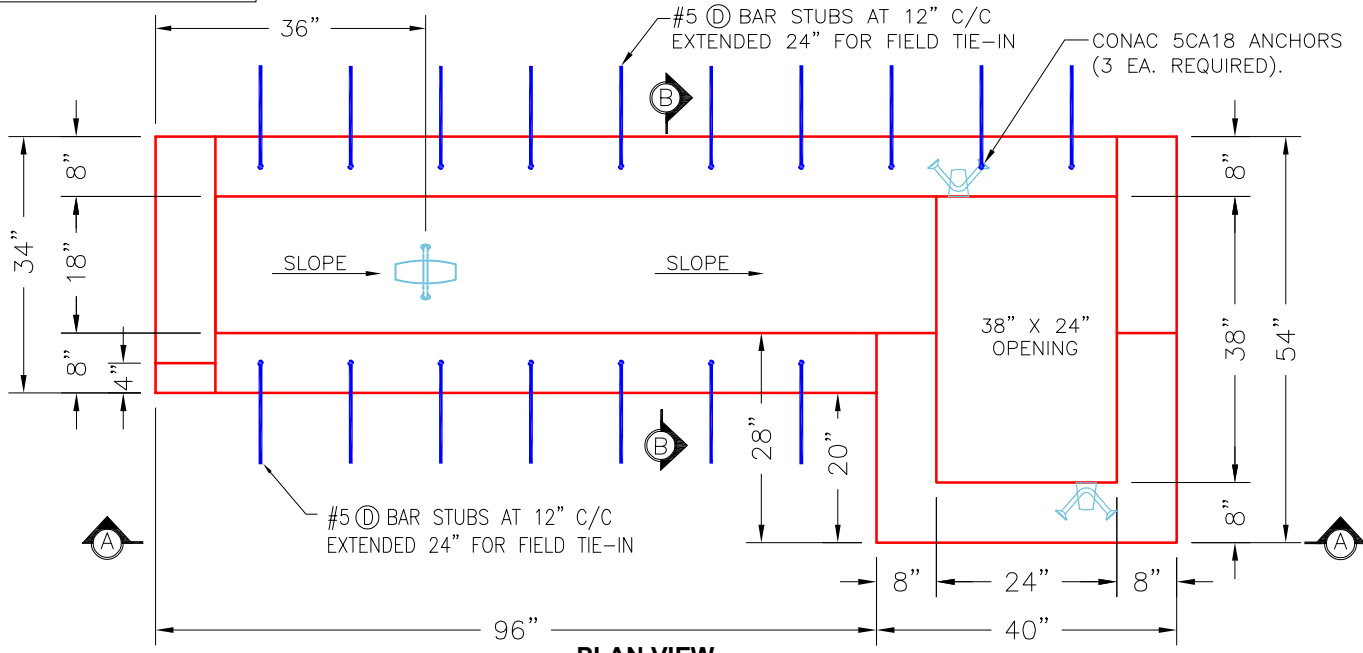 36”
#5 Ⓓ BAR STUBS AT 12” C/C
EXTENDED 24” FOR FIELD TIE–IN
CONAC 5CA18 ANCHORS
(3 EA. REQUIRED).
B
34”
8”
18”
8”
4”
SLOPE
SLOPE
38” X 24”
OPENING
8”
38”
54”
8”
28”
20”
B
#5 Ⓓ BAR STUBS AT 12” C/C
EXTENDED 24” FOR FIELD TIE–IN
A
A
8”
24”
8”
96”
40”
PLAN VIEW